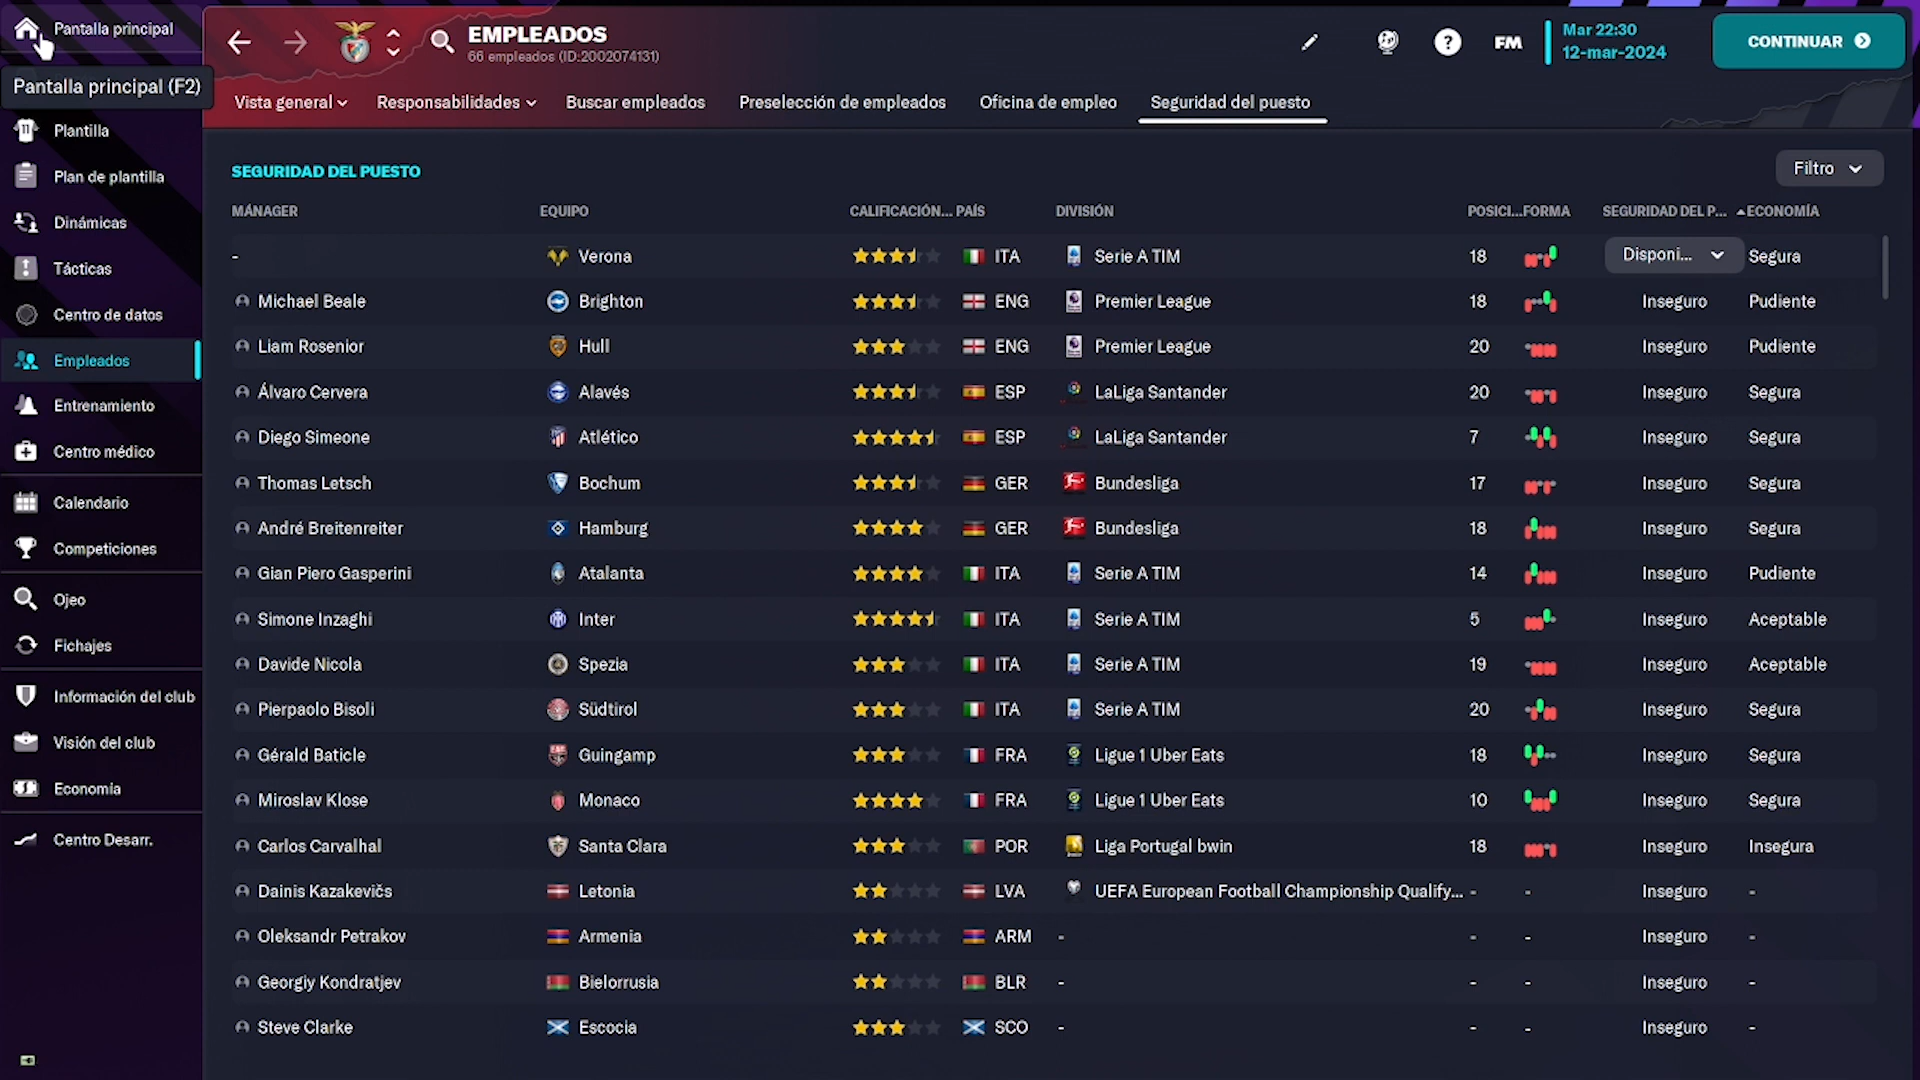 Pantalla principal
Pantalla principal (F2)
Plantilla
Plan de plantilla
Dinámicas
Tácticas
Centro de datos
Empleados
Entrenamiento
Centro médico
Calendario
Competiciones
Ojeo
Fichajes
Información del club
Visión del club
Economía
Centro Desarr.
EMPLEADOS
66 empleados (ID:2002074131)
FM
Mar 22:30
12-mar-2024
CONTINUAR
Vista general Responsabilidades Buscar empleados Preselección de empleados Oficina de empleo Seguridad del puesto
SEGURIDAD DEL PUESTO
Filtro
MÁNAGER EQUIPO CALIFICACIÓN... PAÍS DIVISIÓN POSICI... FORMA SEGURIDAD DEL P... ECONOMÍA
- Verona ITA Serie A TIM 18 Disponi... Segura
Michael Beale Brighton ENG Premier League 18 Inseguro Pudiente
Liam Rosenior Hull ENG Premier League 20 Inseguro Pudiente
Álvaro Cervera Alavés ESP LaLiga Santander 20 Inseguro Segura
Diego Simeone Atlético ESP LaLiga Santander 7 Inseguro Segura
Thomas Letsch Bochum GER Bundesliga 17 Inseguro Segura
André Breitenreiter Hamburg GER Bundesliga 18 Inseguro Segura
Gian Piero Gasperini Atalanta ITA Serie A TIM 14 Inseguro Pudiente
Simone Inzaghi Inter ITA Serie A TIM 5 Inseguro Aceptable
Davide Nicola Spezia ITA Serie A TIM 19 Inseguro Aceptable
Pierpaolo Bisoli Südtirol ITA Serie A TIM 20 Inseguro Segura
Gérald Baticle Guingamp FRA Ligue 1 Uber Eats 18 Inseguro Segura
Miroslav Klose Monaco FRA Ligue 1 Uber Eats 10 Inseguro Segura
Carlos Carvalhal Santa Clara POR Liga Portugal bwin 18 Inseguro Insegura
Dainis Kazakevičs Letonia LVA UEFA European Football Championship Qualify... - - Inseguro -
Oleksandr Petrakov Armenia ARM - - - Inseguro -
Georgiy Kondratjev Bielorrusia BLR - - - Inseguro -
Steve Clarke Escocia SCO - - - Inseguro -